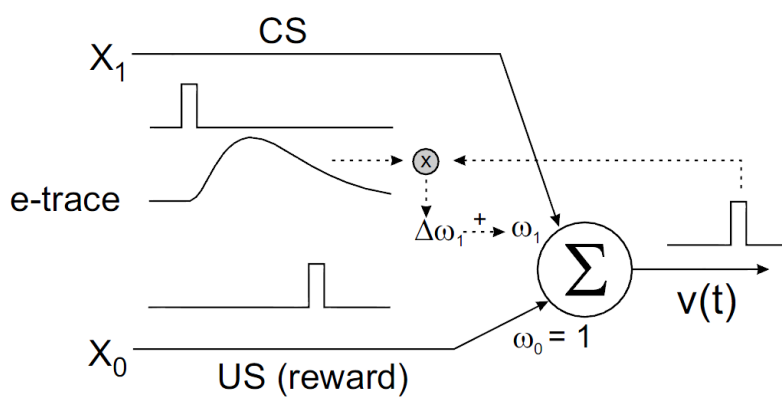 CS
X₁
e-trace
x
Δω₁
+
ω₁
Σ
v(t)
ω₀ = 1
X₀
US (reward)